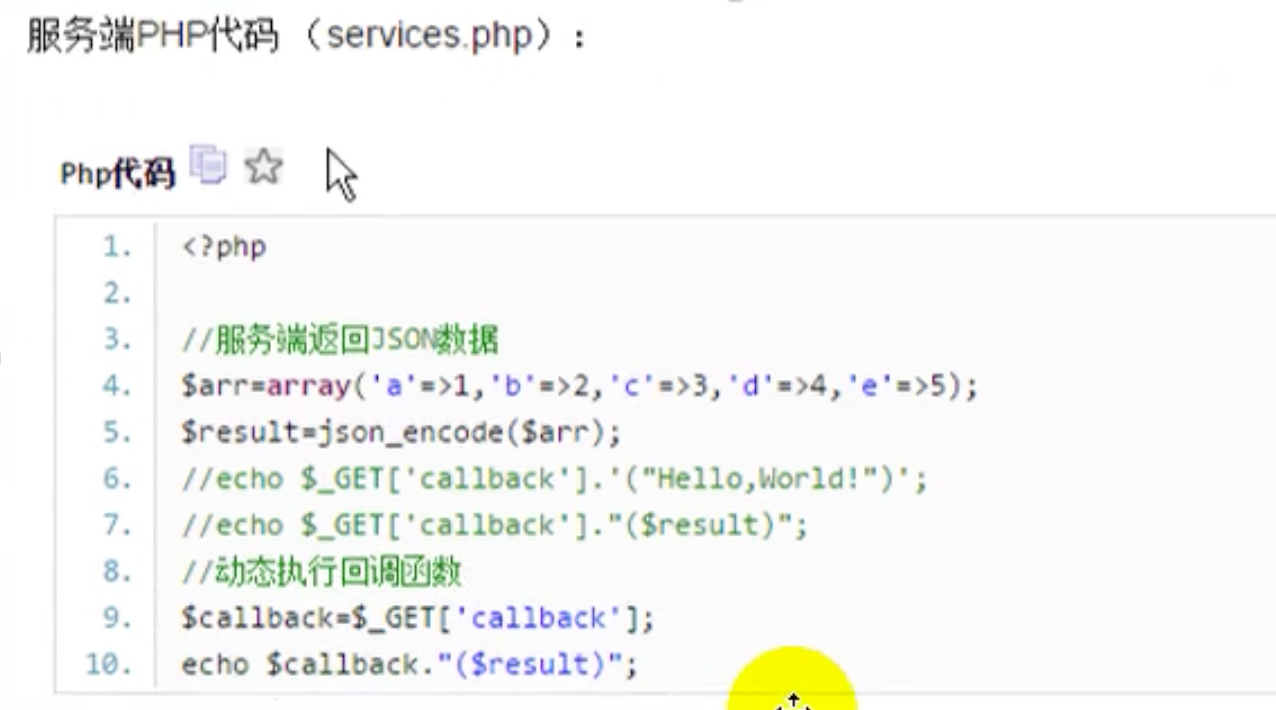 服务端PHP代码 （services.php）：
Php代码
1. <?php
2.
3. //服务端返回JSON数据
4. $arr=array('a'=>1,'b'=>2,'c'=>3,'d'=>4,'e'=>5);
5. $result=json_encode($arr);
6. //echo $_GET['callback'].'("Hello,World!")';
7. //echo $_GET['callback']."($result)";
8. //动态执行回调函数
9. $callback=$_GET['callback'];
10. echo $callback."($result)";